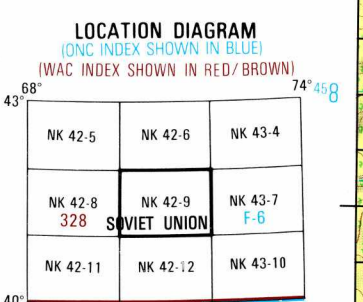 LOCATION DIAGRAM
(ONC INDEX SHOWN IN BLUE)
(WAC INDEX SHOWN IN RED/BROWN)
68° 74° 458
43°
NK 42-5 NK 42-6 NK 43-4
NK 42-8 NK 42-9 NK 43-7
328 SOVIET UNION F-6
NK 42-11 NK 42-12 NK 43-10
40°